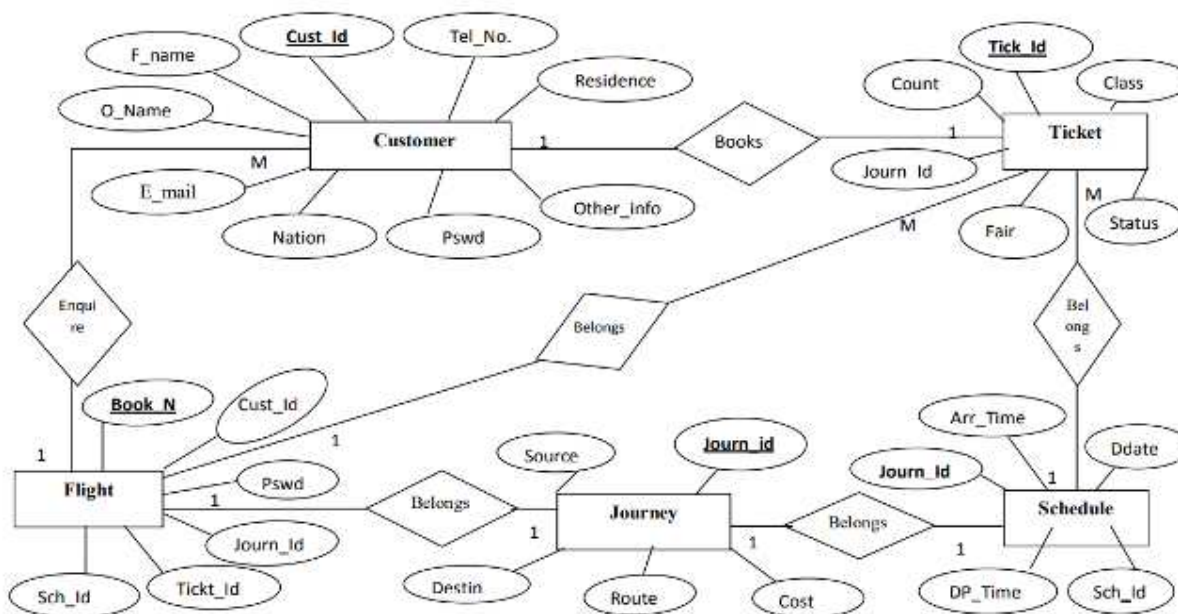 Cust_Id
Tel_No.
F_name
Tick_Id
Residence
Count
Class
O_Name
Customer
1
Books
1
Ticket
M
E_mail
Journ_Id
M
Other_info
Nation
Pswd
M
Fair
Status
Enqui
re
Belongs
Bel
ong
s
Book_N
Cust_Id
Arr_Time
1
Source
Journ_id
Ddate
1
Flight
Pswd
Journ_Id
1
1
Belongs
Journey
Belongs
Schedule
1
1
1
Journ_Id
Destin
Sch_Id
Tickt_Id
Route
Cost
DP_Time
Sch_Id